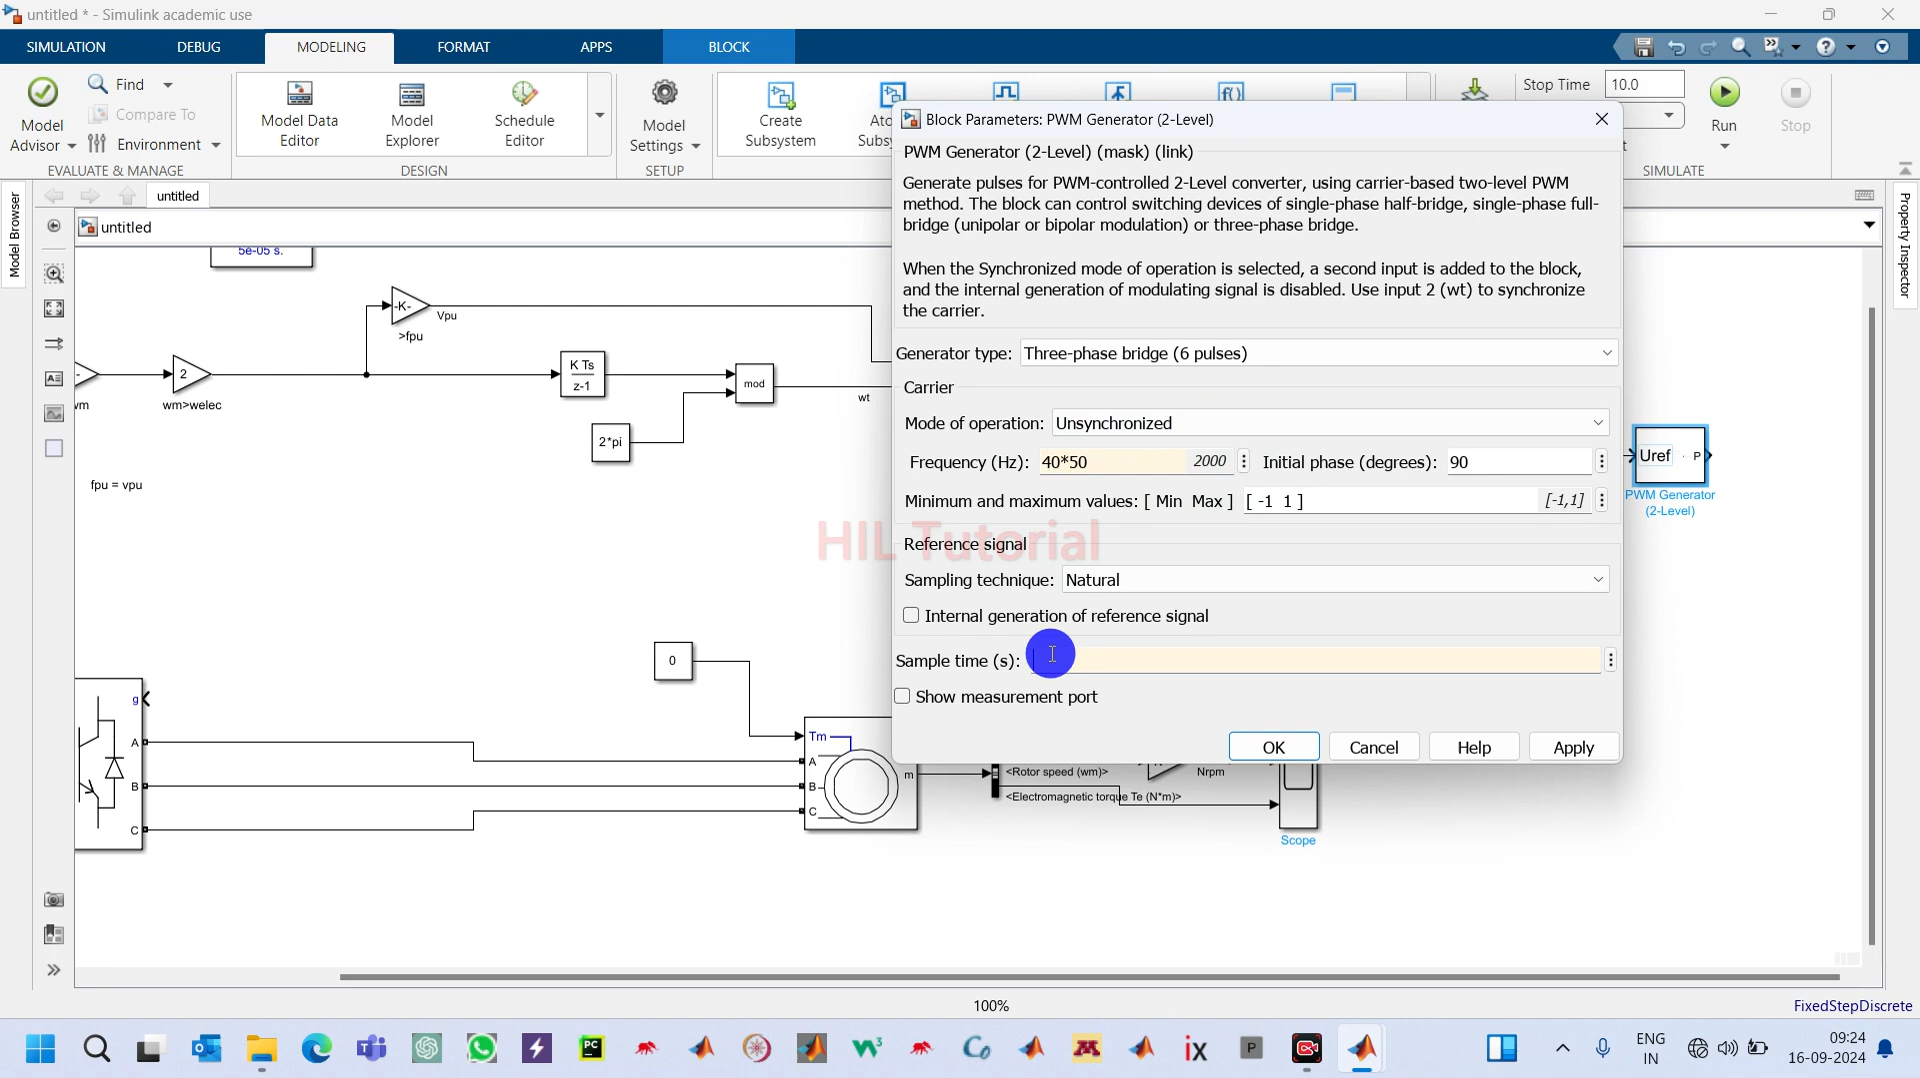 untitled * - Simulink academic use
SIMULATION DEBUG MODELING FORMAT APPS BLOCK
Find
Compare To
Environment
Model
Advisor
Model Data
Editor
Model
Explorer
Schedule
Editor
Model
Settings
Create
Subsystem
Stop Time 10.0
Run
Stop
EVALUATE & MANAGE DESIGN SETUP SIMULATE
untitled
untitled
Model Browser
Property Inspector
5e-05 s.
-K-
Vpu
>fpu
2
wm>welec
K Ts
z-1
mod
wt
2*pi
fpu = vpu
0
g
A
B
C
Tm
A
B
C
m
<Rotor speed (wm)>
Nrpm
<Electromagnetic torque Te (N*m)>
Scope
Uref P
PWM Generator
(2-Level)
HIL Tutorial
Block Parameters: PWM Generator (2-Level)
PWM Generator (2-Level) (mask) (link)
Generate pulses for PWM-controlled 2-Level converter, using carrier-based two-level PWM
method. The block can control switching devices of single-phase half-bridge, single-phase full-
bridge (unipolar or bipolar modulation) or three-phase bridge.
When the Synchronized mode of operation is selected, a second input is added to the block,
and the internal generation of modulating signal is disabled. Use input 2 (wt) to synchronize
the carrier.
Generator type: Three-phase bridge (6 pulses)
Carrier
Mode of operation: Unsynchronized
Frequency (Hz): 40*50 2000 Initial phase (degrees): 90
Minimum and maximum values: [ Min Max ] [ -1 1 ] [-1,1]
Reference signal
Sampling technique: Natural
Internal generation of reference signal
Sample time (s):
Show measurement port
OK Cancel Help Apply
100%
FixedStepDiscrete
ENG
IN
09:24
16-09-2024